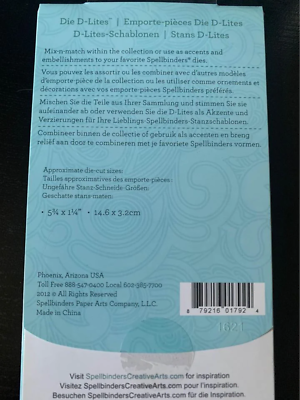 Die D-Lites™ | Emporte-pièces Die D-Lites
D-Lites-Schablonen | Stans D-Lites
Mix-n-match within the collection or use as accents and
embellishments to your favorite Spellbinders® dies.
Vous pouvez les assortir ou les combiner avec d'autres modèles
d'emporte-pièces de la collection ou les utiliser comme ornements et
décorations avec vos emporte-pièces Spellbinders préférés.
Mischen Sie die Teile aus Ihrer Sammlung und stimmen Sie sie
aufeinander ab oder verwenden Sie die D-Lites als Akzente und
Verzierungen für Ihre Lieblings-Spellbinders-Stanzschablonen.
Combineer binnen de collectie of gebruik als accenten en breng
reliëf aan door te combineren met je favoriete Spellbinders vormen.
Approximate die-cut sizes:
Tailles approximatives des emporte-pièces:
Ungefähre Stanz-Schneide-Größen:
Geschatte stans-maten:
• 5¾ x 1¼" • 14.6 x 3.2cm
Phoenix, Arizona USA
Toll Free 888-547-0400 Local 602-385-7700
2012 © All Rights Reserved
Spellbinders Paper Arts Company, L.L.C.
Made in China
8 79216 01792 4
Visit SpellbindersCreativeArts.com for inspiration
Visitez SpellbindersCreativeArts.com pour l'inspiration.
Besuchen SpellbindersCreativeArts.com für Inspiration